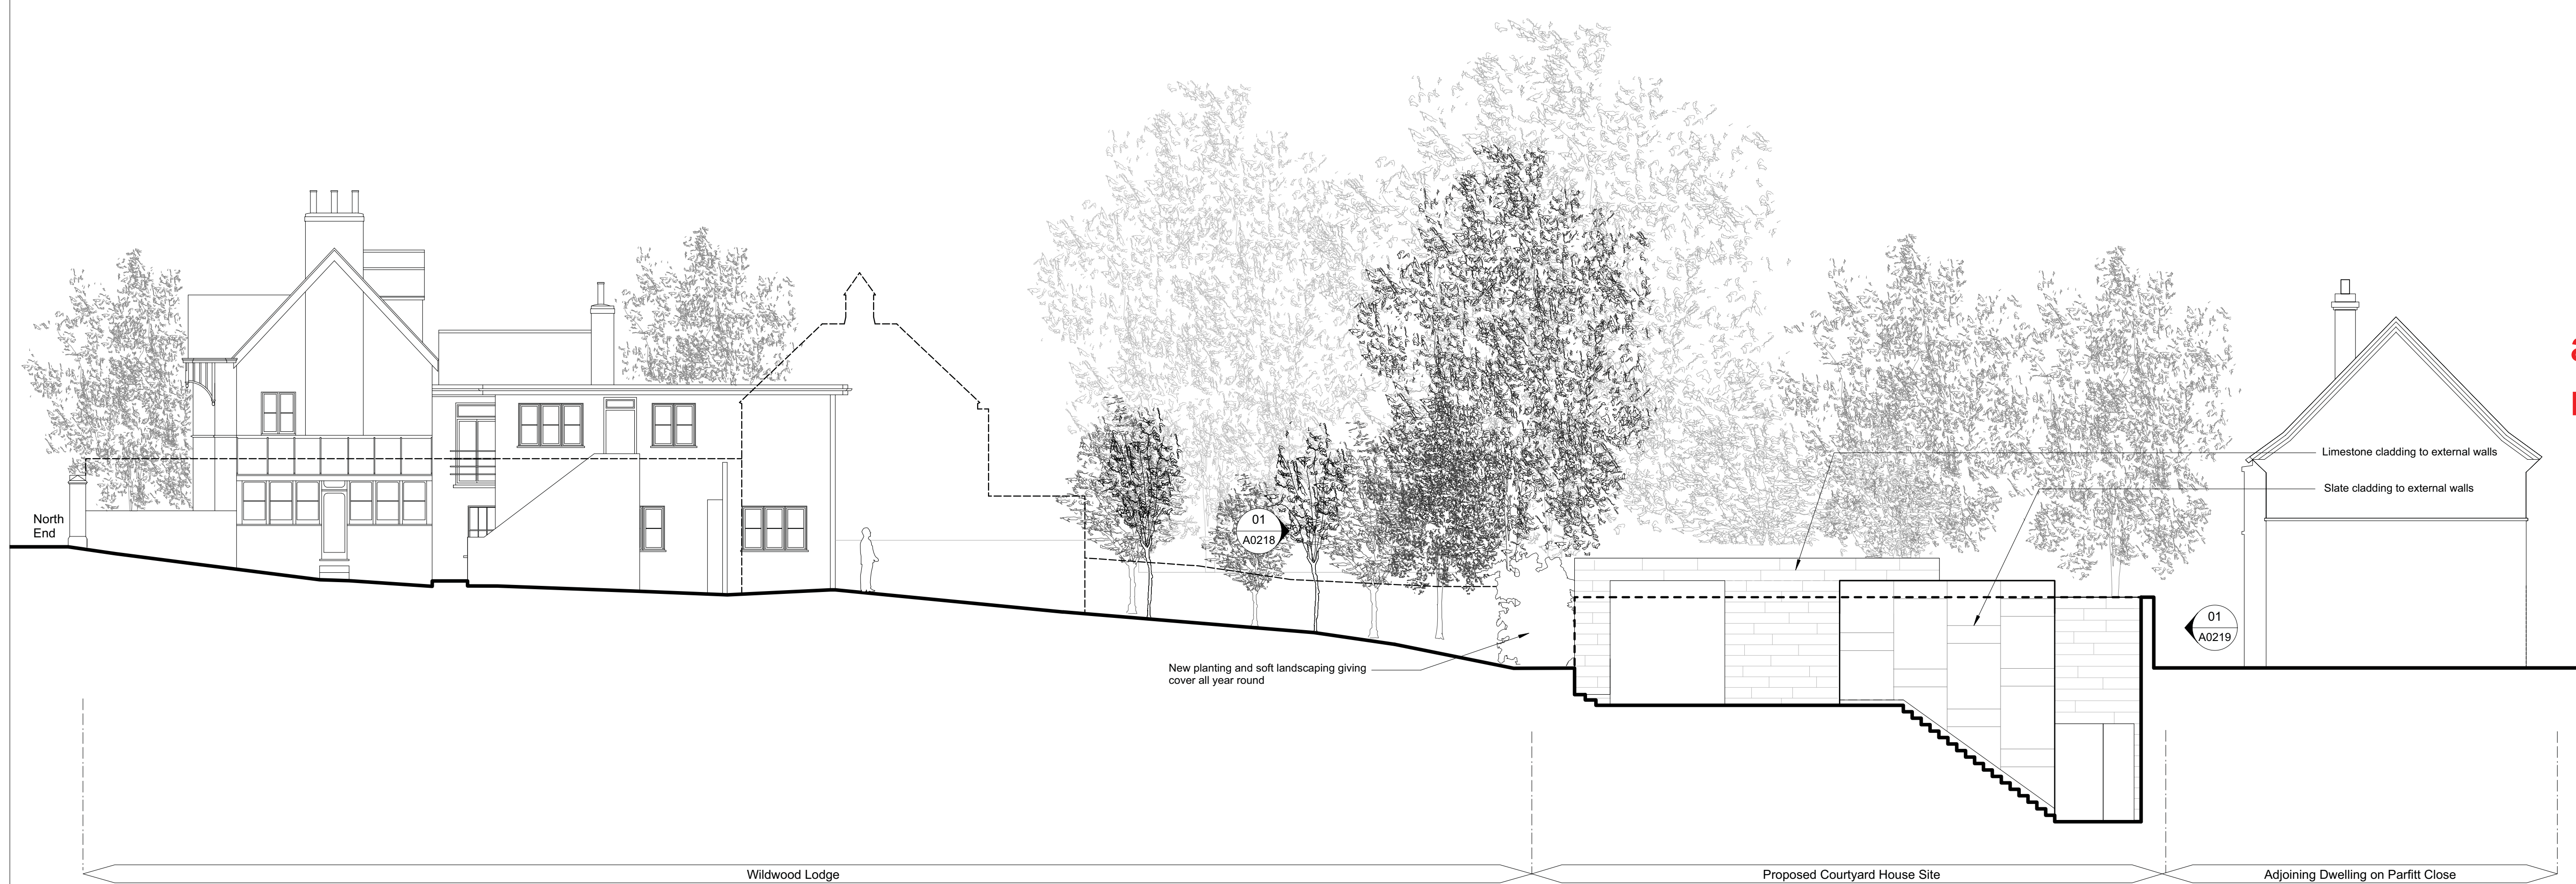 North
End
01
A0218
Limestone cladding to external walls
Slate cladding to external walls
01
A0219
New planting and soft landscaping giving
cover all year round
Wildwood Lodge
Proposed Courtyard House Site
Adjoining Dwelling on Parfitt Close